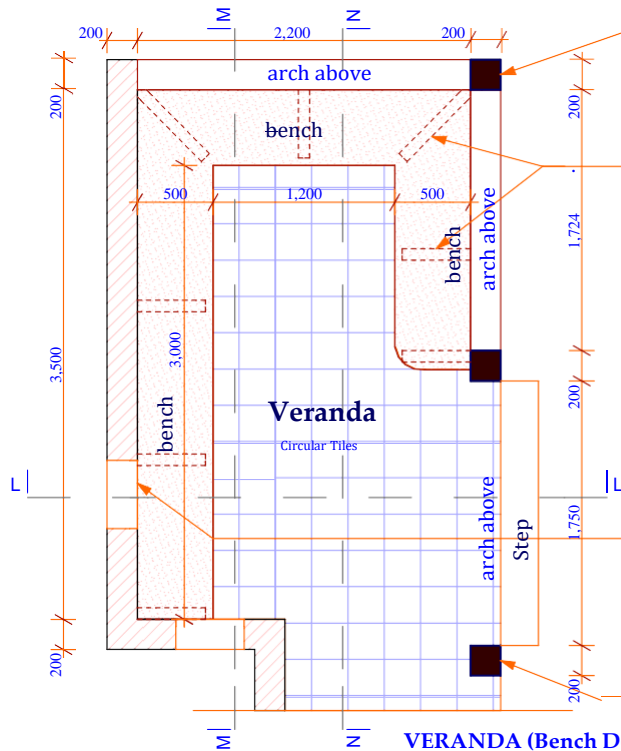 M
N
200
2,200
200
arch above
200
200
bench
500
1,200
500
arch above
1,724
bench
3,500
3,000
Veranda
200
bench
Circular Tiles
L
L
arch above
Step
1,750
200
200
M
N
VERANDA (Bench D